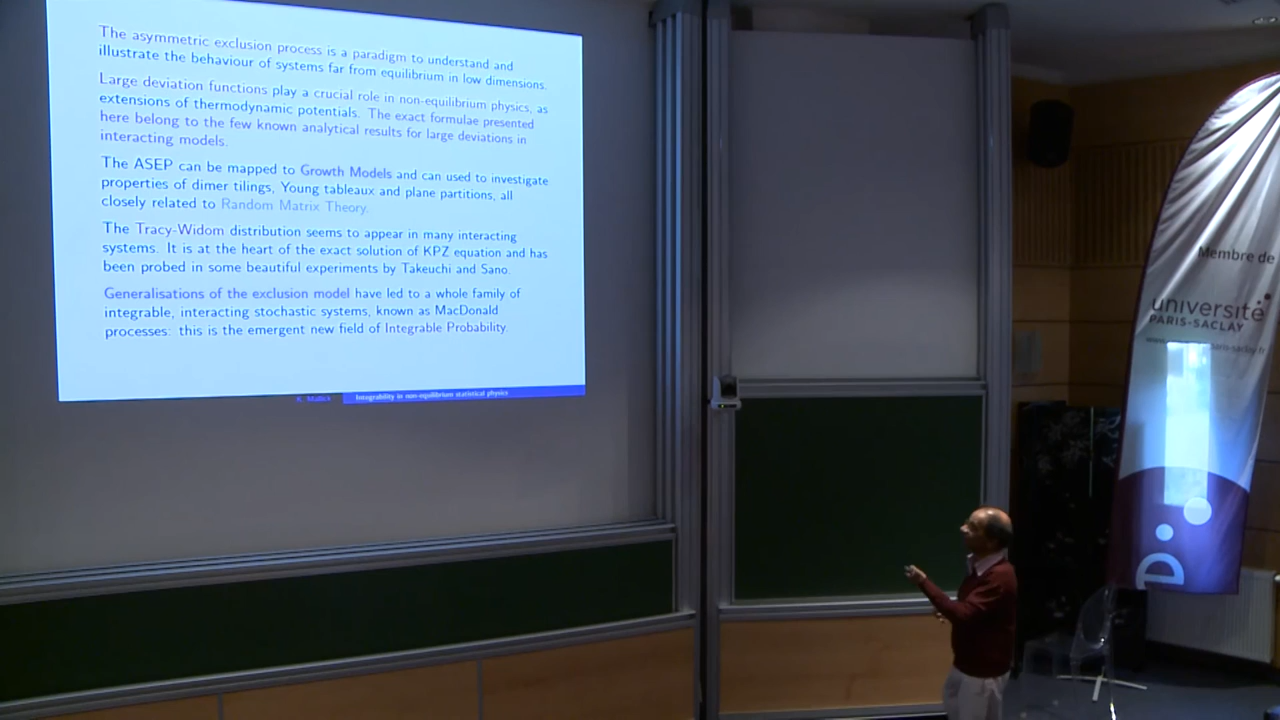 The asymmetric exclusion process is a paradigm to understand and
illustrate the behaviour of systems far from equilibrium in low dimensions.
Large deviation functions play a crucial role in non-equilibrium physics, as
extensions of thermodynamic potentials. The exact formulae presented
here belong to the few known analytical results for large deviations in
interacting models.
The ASEP can be mapped to Growth Models and can used to investigate
properties of dimer tilings, Young tableaux and plane partitions, all
closely related to Random Matrix Theory.
The Tracy-Widom distribution seems to appear in many interacting
systems. It is at the heart of the exact solution of KPZ equation and has
been probed in some beautiful experiments by Takeuchi and Sano.
Generalisations of the exclusion model have led to a whole family of
integrable, interacting stochastic systems, known as MacDonald
processes: this is the emergent new field of Integrable Probability.
K. Mallick
Integrability in non-equilibrium statistical physics
Membre de
université
PARIS-SACLAY